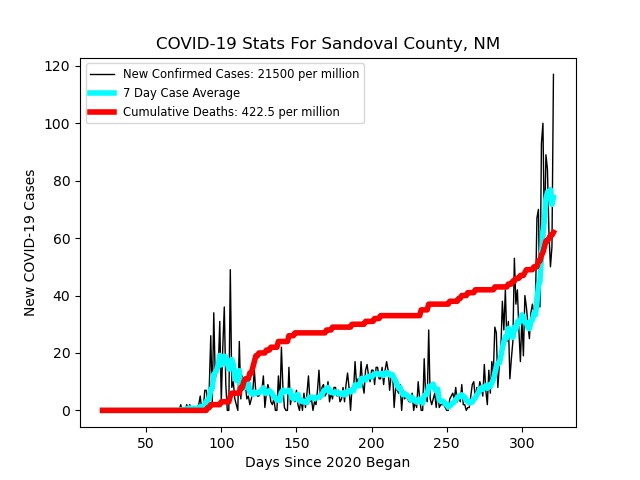 COVID-19 Stats For Sandoval County, NM
New Confirmed Cases: 21500 per million
7 Day Case Average
Cumulative Deaths: 422.5 per million
New COVID-19 Cases
120
100
80
60
40
20
0
50 100 150 200 250 300
Days Since 2020 Began